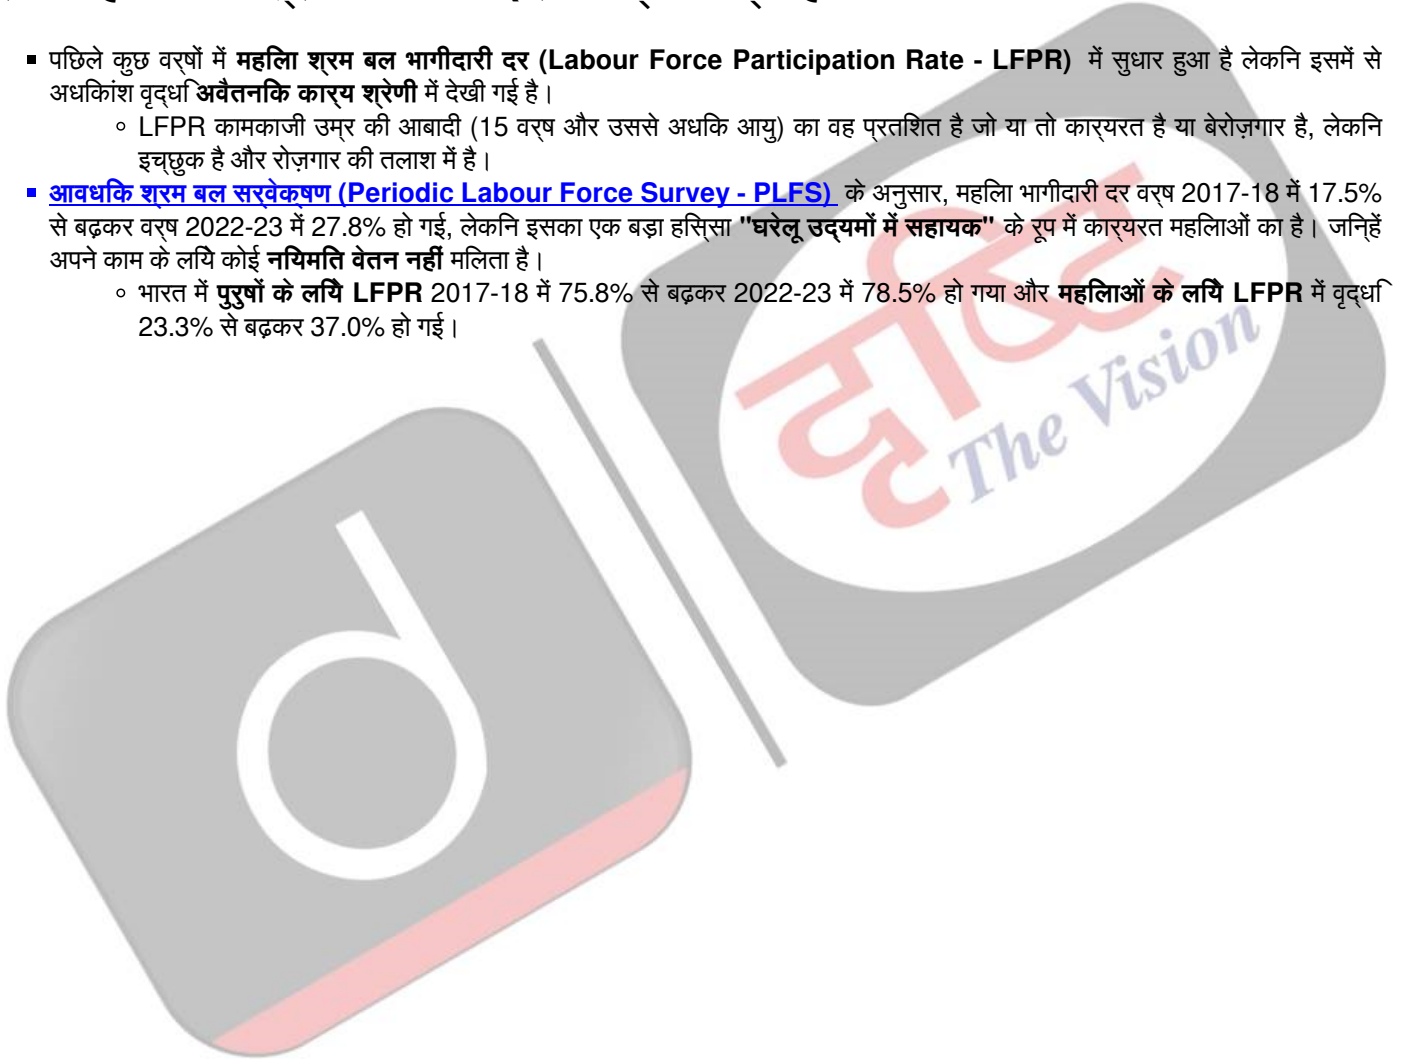 ▪ पिछले कुछ वर्षों में महिला श्रम बल भागीदारी दर (Labour Force Participation Rate - LFPR) में सुधार हुआ है लेकिन इसमें से
अधिकांश वृद्धि अवैतनिक कार्य श्रेणी में देखी गई है।
○ LFPR कामकाजी उम्र की आबादी (15 वर्ष और उससे अधिक आयु) का वह प्रतिशत है जो या तो कार्यरत है या बेरोज़गार है, लेकिन
इच्छुक है और रोज़गार की तलाश में है।
▪ आवधिक श्रम बल सर्वेक्षण (Periodic Labour Force Survey - PLFS) के अनुसार, महिला भागीदारी दर वर्ष 2017-18 में 17.5%
से बढ़कर वर्ष 2022-23 में 27.8% हो गई, लेकिन इसका एक बड़ा हिस्सा "घरेलू उद्यमों में सहायक" के रूप में कार्यरत महिलाओं का है। जिन्हें
अपने काम के लिये कोई नियमित वेतन नहीं मिलता है।
○ भारत में पुरुषों के लिये LFPR 2017-18 में 75.8% से बढ़कर 2022-23 में 78.5% हो गया और महिलाओं के लिये LFPR में वृद्धि
23.3% से बढ़कर 37.0% हो गई।
दृष्टि
The Vision
d